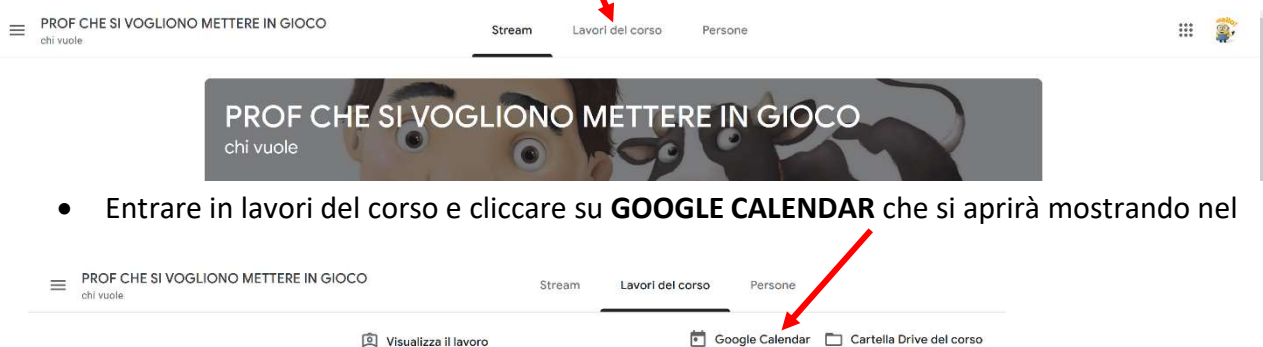 PROF CHE SI VOGLIONO METTERE IN GIOCO
chi vuole
Stream Lavori del corso Persone
PROF CHE SI VOGLIONO METTERE IN GIOCO
chi vuole
• Entrare in lavori del corso e cliccare su GOOGLE CALENDAR che si aprirà mostrando nel
PROF CHE SI VOGLIONO METTERE IN GIOCO
chi vuole
Stream Lavori del corso Persone
Visualizza il lavoro Google Calendar Cartella Drive del corso